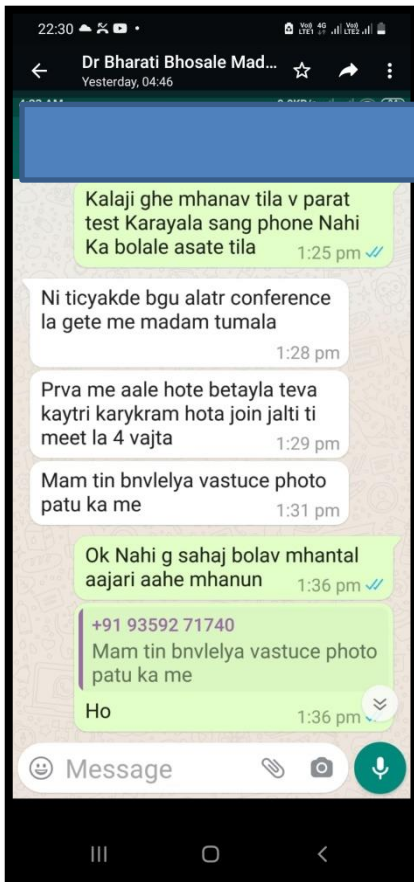 22:30
Vo)) 4G Vo))
LTE1 LTE2
Dr Bharati Bhosale Mad...
Yesterday, 04:46
Kalaji ghe mhanav tila v parat
test Karayala sang phone Nahi
Ka bolale asate tila 1:25 pm
Ni ticyakde bgu alatr conference
la gete me madam tumala
1:28 pm
Prva me aale hote betayla teva
kaytri karykram hota join jalti ti
meet la 4 vajta 1:29 pm
Mam tin bnvlelya vastuce photo
patu ka me 1:31 pm
Ok Nahi g sahaj bolav mhantal
aajari aahe mhanun 1:36 pm
+91 93592 71740
Mam tin bnvlelya vastuce photo
patu ka me
Ho 1:36 pm
Message